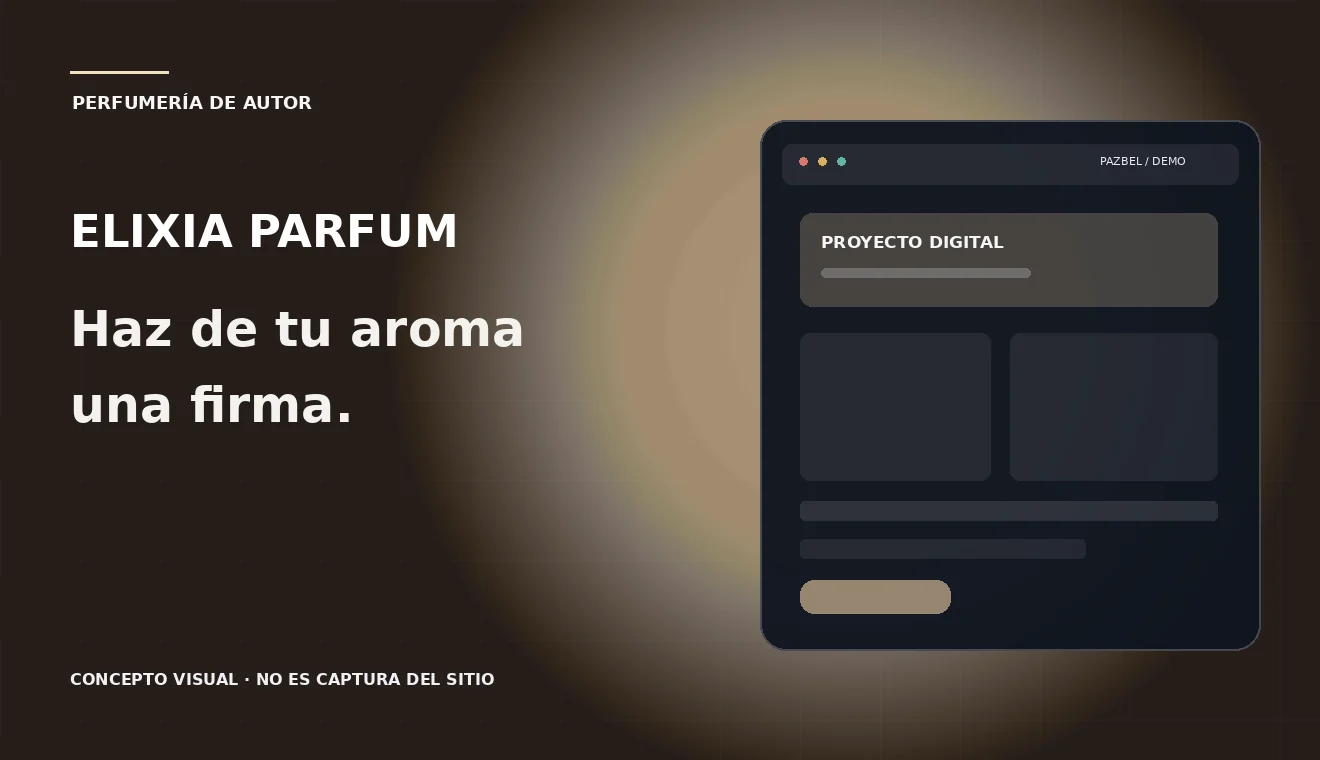 PERFUMERÍA DE AUTOR
ELIXIA PARFUM
Haz de tu aroma
una firma.
CONCEPTO VISUAL · NO ES CAPTURA DEL SITIO
PAZBEL / DEMO
PROYECTO DIGITAL